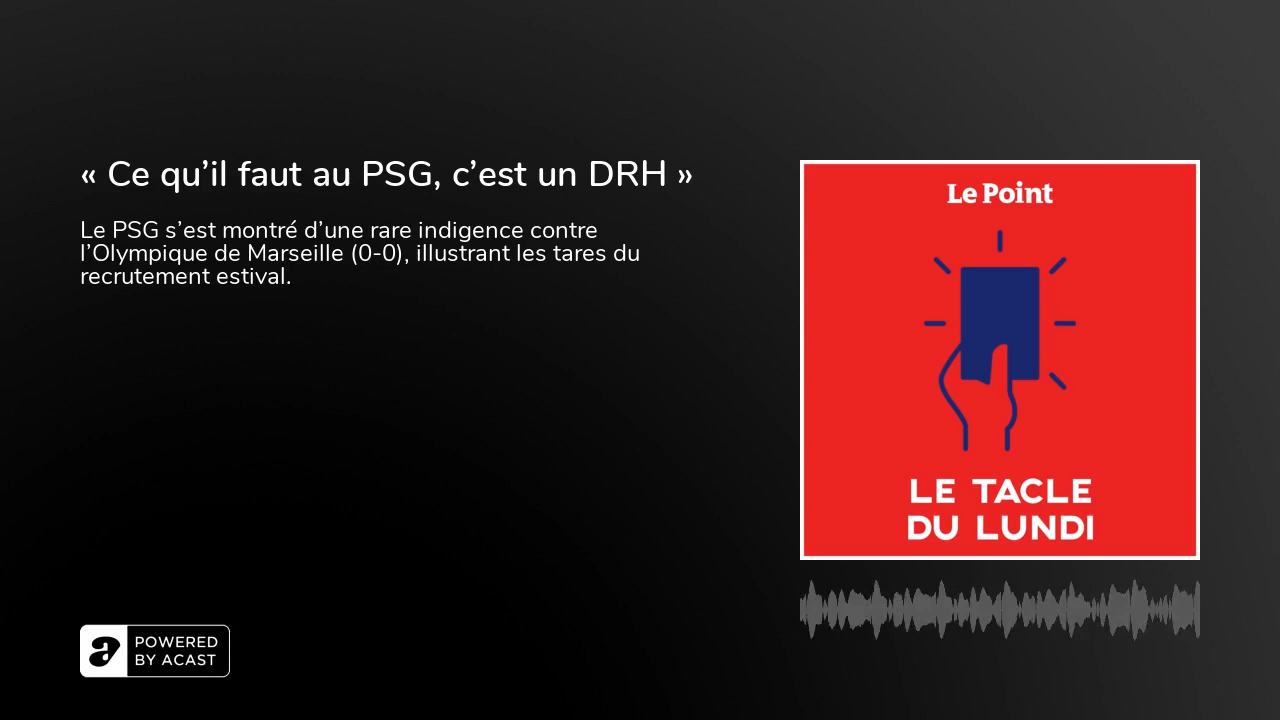 « Ce qu’il faut au PSG, c’est un DRH »
Le PSG s’est montré d’une rare indigence contre
l’Olympique de Marseille (0-0), illustrant les tares du
recrutement estival.
Le Point
LE TACLE
DU LUNDI
a
POWERED
BY ACAST